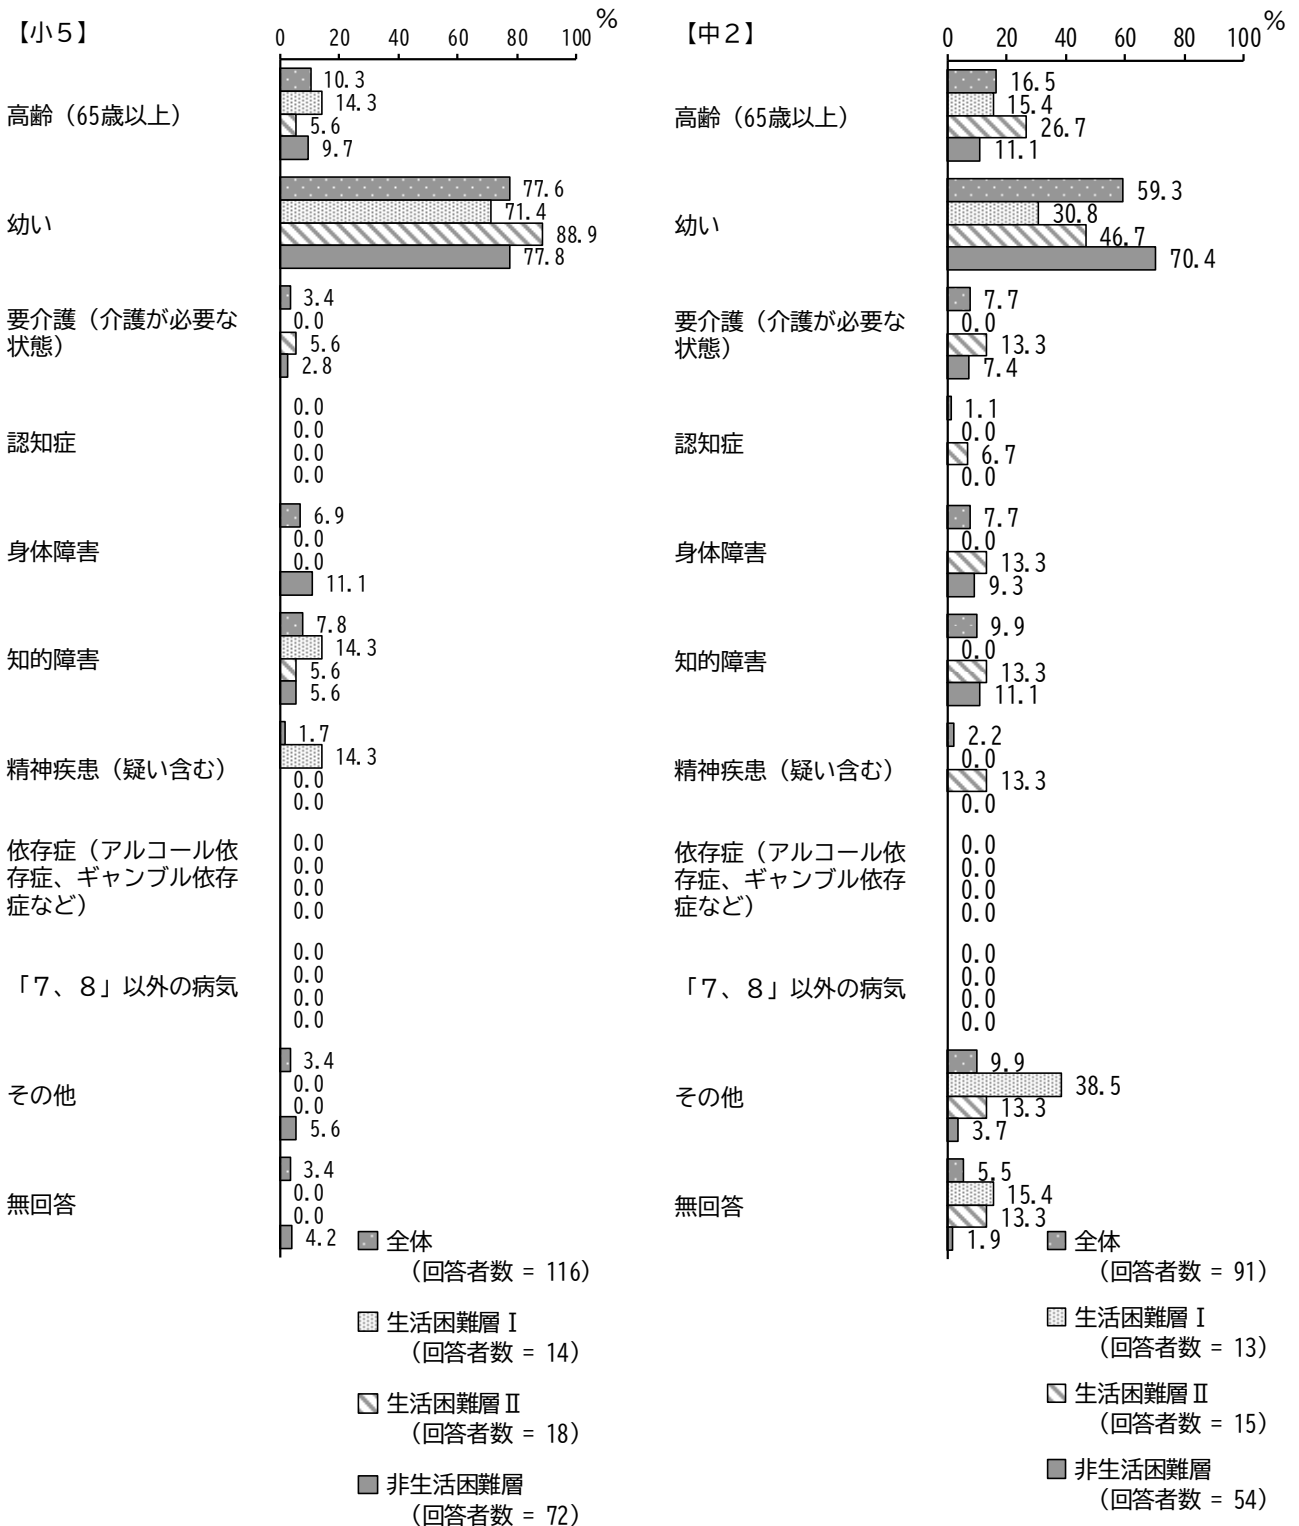 【小５】
%
0 20 40 60 80 100
高齢（65歳以上）
10.3
14.3
5.6
9.7
幼い
77.6
71.4
88.9
77.8
要介護（介護が必要な
状態）
3.4
0.0
5.6
2.8
認知症
0.0
0.0
0.0
0.0
身体障害
6.9
0.0
0.0
11.1
知的障害
7.8
14.3
5.6
5.6
精神疾患（疑い含む）
1.7
14.3
0.0
0.0
依存症（アルコール依
存症、ギャンブル依存
症など）
0.0
0.0
0.0
0.0
「７、８」以外の病気
0.0
0.0
0.0
0.0
その他
3.4
0.0
0.0
5.6
無回答
3.4
0.0
0.0
4.2
全体
（回答者数 = 116）
生活困難層Ⅰ
（回答者数 = 14）
生活困難層Ⅱ
（回答者数 = 18）
非生活困難層
（回答者数 = 72）
【中２】
%
0 20 40 60 80 100
高齢（65歳以上）
16.5
15.4
26.7
11.1
幼い
59.3
30.8
46.7
70.4
要介護（介護が必要な
状態）
7.7
0.0
13.3
7.4
認知症
1.1
0.0
6.7
0.0
身体障害
7.7
0.0
13.3
9.3
知的障害
9.9
0.0
13.3
11.1
精神疾患（疑い含む）
2.2
0.0
13.3
0.0
依存症（アルコール依
存症、ギャンブル依存
症など）
0.0
0.0
0.0
0.0
「７、８」以外の病気
0.0
0.0
0.0
0.0
その他
9.9
38.5
13.3
3.7
無回答
5.5
15.4
13.3
1.9
全体
（回答者数 = 91）
生活困難層Ⅰ
（回答者数 = 13）
生活困難層Ⅱ
（回答者数 = 15）
非生活困難層
（回答者数 = 54）